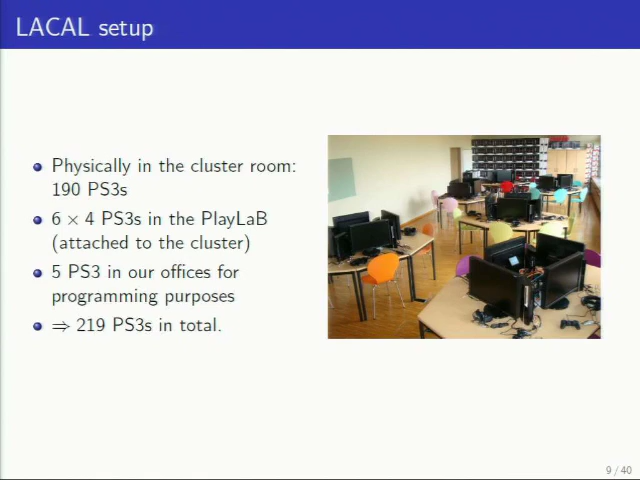 LACAL setup
Physically in the cluster room:
190 PS3s
6 × 4 PS3s in the PlayLaB
(attached to the cluster)
5 PS3 in our offices for
programming purposes
⇒ 219 PS3s in total.
9 / 40